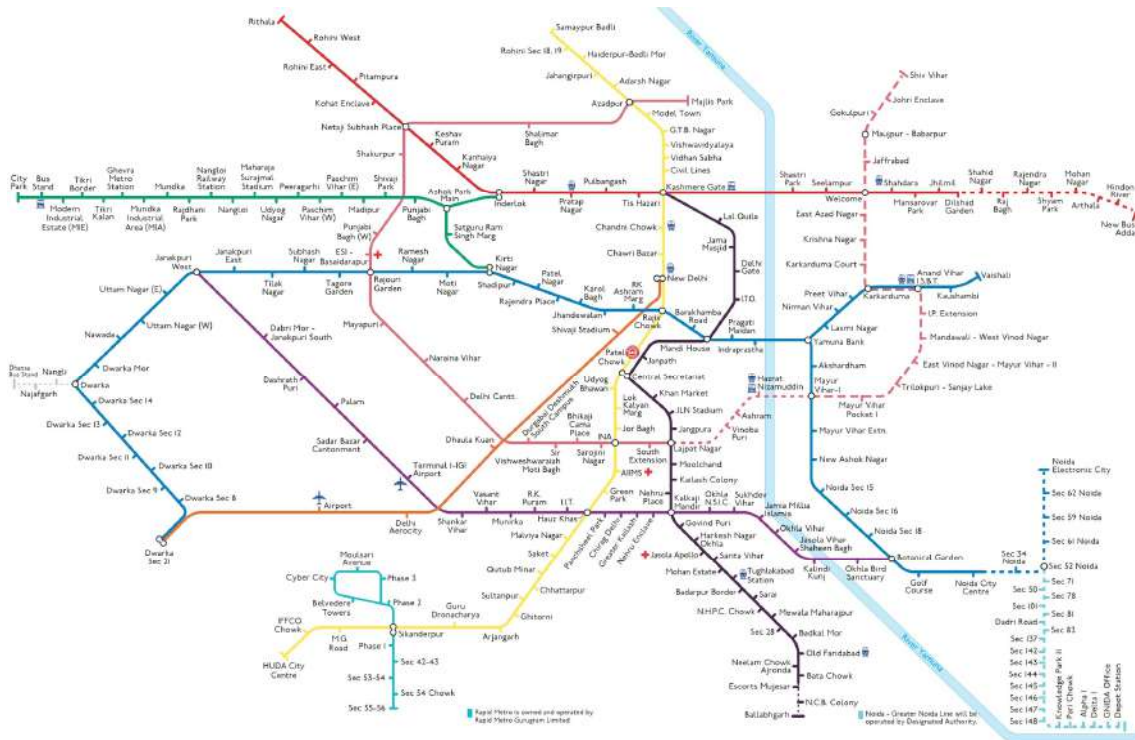 Rithala
Rohini West
Rohini East
Pitampura
Kohat Enclave
Netaji Subhash Place
Keshav
Puram
Kanhaiya
Nagar
Inderlok
Shastri
Nagar
Pratap
Nagar
Pulbangash
Tis Hazari
Kashmere Gate
Shastri
Park
Seelampur
Welcome
Shahdara
Mansarovar
Park
Jhilmil
Dilshad
Garden
Shahid
Nagar
Raj
Bagh
Rajendra
Nagar
Shyam
Park
Mohan
Nagar
Arthala
Hindon
River
New Bus
Adda
Samaypur Badli
Rohini Sec 18, 19
Haiderpur-Badli Mor
Jahangirpuri
Adarsh Nagar
Azadpur
Majlis Park
Model Town
G.T.B. Nagar
Vishwavidyalaya
Vidhan Sabha
Civil Lines
Chandni Chowk
Chawri Bazar
New Delhi
Rajiv
Chowk
Patel
Chowk
Central Secretariat
Udyog
Bhawan
Lok
Kalyan
Marg
Jor Bagh
INA
AIIMS
Green Park
Hauz Khas
Malviya Nagar
Saket
Qutub Minar
Chhattarpur
Sultanpur
Ghitorni
Arjangarh
Guru
Dronacharya
Sikanderpur
M.G.
Road
IFFCO
Chowk
HUDA City
Centre
River Yamuna
Shiv Vihar
Johri Enclave
Gokulpuri
Maujpur - Babarpur
Jaffrabad
East Azad Nagar
Krishna Nagar
Karkarduma Court
Karkarduma
Anand Vihar
I.S.B.T.
I.P. Extension
Mandawali - West Vinod Nagar
East Vinod Nagar - Mayur Vihar - II
Trilokpuri - Sanjay Lake
Mayur Vihar
Pocket I
Mayur
Vihar-I
Hazrat
Nizamuddin
Ashram
Vinoba
Puri
Lajpat Nagar
South
Extension
Sarojini
Nagar
Bhikaji
Cama
Place
Sir
Vishweshwaraiah
Moti Bagh
Durgabai Deshmukh
South Campus
Delhi Cantt.
Naraina Vihar
Mayapuri
Rajouri
Garden
ESI -
Basaidarapur
Punjabi
Bagh (W)
Shakurpur
Shalimar
Bagh
City
Park
Bus
Stand
Modern
Industrial
Estate (MIE)
Tikri
Border
Tikri
Kalan
Ghevra
Metro
Station
Mundka
Industrial
Area (MIA)
Mundka
Rajdhani
Park
Nangloi
Railway
Station
Nangloi
Maharaja
Surajmal
Stadium
Udyog
Nagar
Peeragarhi
Paschim
Vihar (W)
Paschim
Vihar (E)
Madipur
Shivaji
Park
Punjabi
Bagh
Ashok Park
Main
Satguru Ram
Singh Marg
Kirti
Nagar
Janakpuri
West
Janakpuri
East
Tilak
Nagar
Subhash
Nagar
Tagore
Garden
Ramesh
Nagar
Moti
Nagar
Shadipur
Patel
Nagar
Rajendra Place
Karol
Bagh
Jhandewalan
R.K.
Ashram
Marg
Barakhamba
Road
Mandi House
Pragati
Maidan
Indraprastha
Yamuna Bank
Laxmi Nagar
Nirman Vihar
Preet Vihar
Kaushambi
Vaishali
Akshardham
Mayur Vihar Extn.
New Ashok Nagar
Noida Sec 15
Noida Sec 16
Noida Sec 18
Botanical Garden
Golf
Course
Noida City
Centre
Sec 34
Noida
Sec 52 Noida
Sec 61 Noida
Sec 59 Noida
Sec 62 Noida
Noida
Electronic City
Uttam Nagar (E)
Uttam Nagar (W)
Nawada
Dwarka Mor
Dwarka
Nangli
Najafgarh
Dwarka Sec 14
Dwarka Sec 13
Dwarka Sec 12
Dwarka Sec 11
Dwarka Sec 10
Dwarka Sec 9
Dwarka Sec 8
Dwarka
Sec 21
Airport
Delhi
Aerocity
Dhaula Kuan
Shivaji Stadium
Dabri Mor -
Janakpuri South
Dashrath
Puri
Palam
Sadar Bazar
Cantonment
Terminal 1-IGI
Airport
Shankar
Vihar
Vasant
Vihar
Munirka
R.K.
Puram
I.I.T.
Panchsheel Park
Chirag Delhi
Greater Kailash
Nehru Enclave
Kalkaji
Mandir
Okhla
N.S.I.C.
Sukhdev
Vihar
Jamia Millia
Islamia
Okhla Vihar
Jasola Vihar
Shaheen Bagh
Kalindi
Kunj
Okhla Bird
Sanctuary
Lal Quila
Jama
Masjid
Delhi
Gate
I.T.O.
Janpath
Khan Market
JLN Stadium
Jangpura
Moolchand
Kailash Colony
Nehru
Place
Govind Puri
Harkesh Nagar
Okhla
Jasola Apollo
Sarita Vihar
Mohan Estate
Tughlakabad
Station
Badarpur Border
Sarai
N.H.P.C. Chowk
Mewala Maharajpur
Sec 28
Badkal Mor
Old Faridabad
Neelam Chowk
Ajronda
Bata Chowk
Escorts Mujesar
N.C.B. Colony
Ballabhgarh
Moulsari
Avenue
Cyber City
Phase 3
Belvedere
Towers
Phase 2
Phase 1
Sec 42-43
Sec 53-54
Sec 54 Chowk
Sec 55-56
Sec 71
Sec 50
Sec 78
Sec 101
Sec 81
Dadri Road
Sec 83
Sec 137
Sec 142
Sec 143
Sec 144
Sec 145
Sec 146
Sec 147
Sec 148
Knowledge Park II
Pari Chowk
Alpha 1
Delta 1
GNIDA Office
Depot Station
River Yamuna
Rapid Metro is owned and operated by
Rapid Metro Gurugram Limited
Noida - Greater Noida Line will be
operated by Designated Authority.